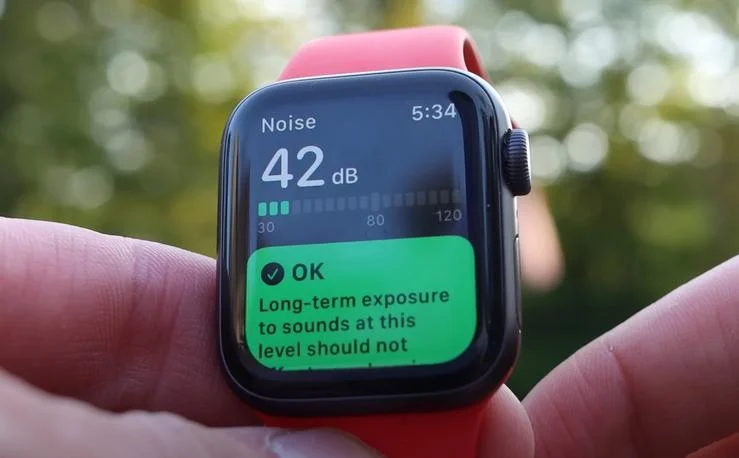 Noise 5:34
42 dB
30 80 120
OK
Long-term exposure
to sounds at this
level should not